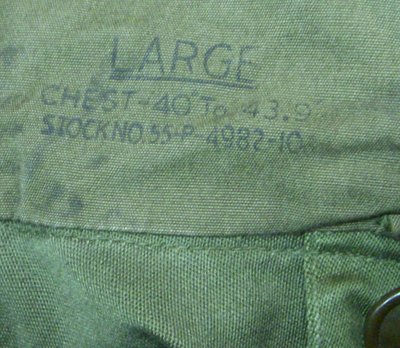 LARGE
CHEST-40" To 43.9"
STOCK NO. 55-P-4982-10